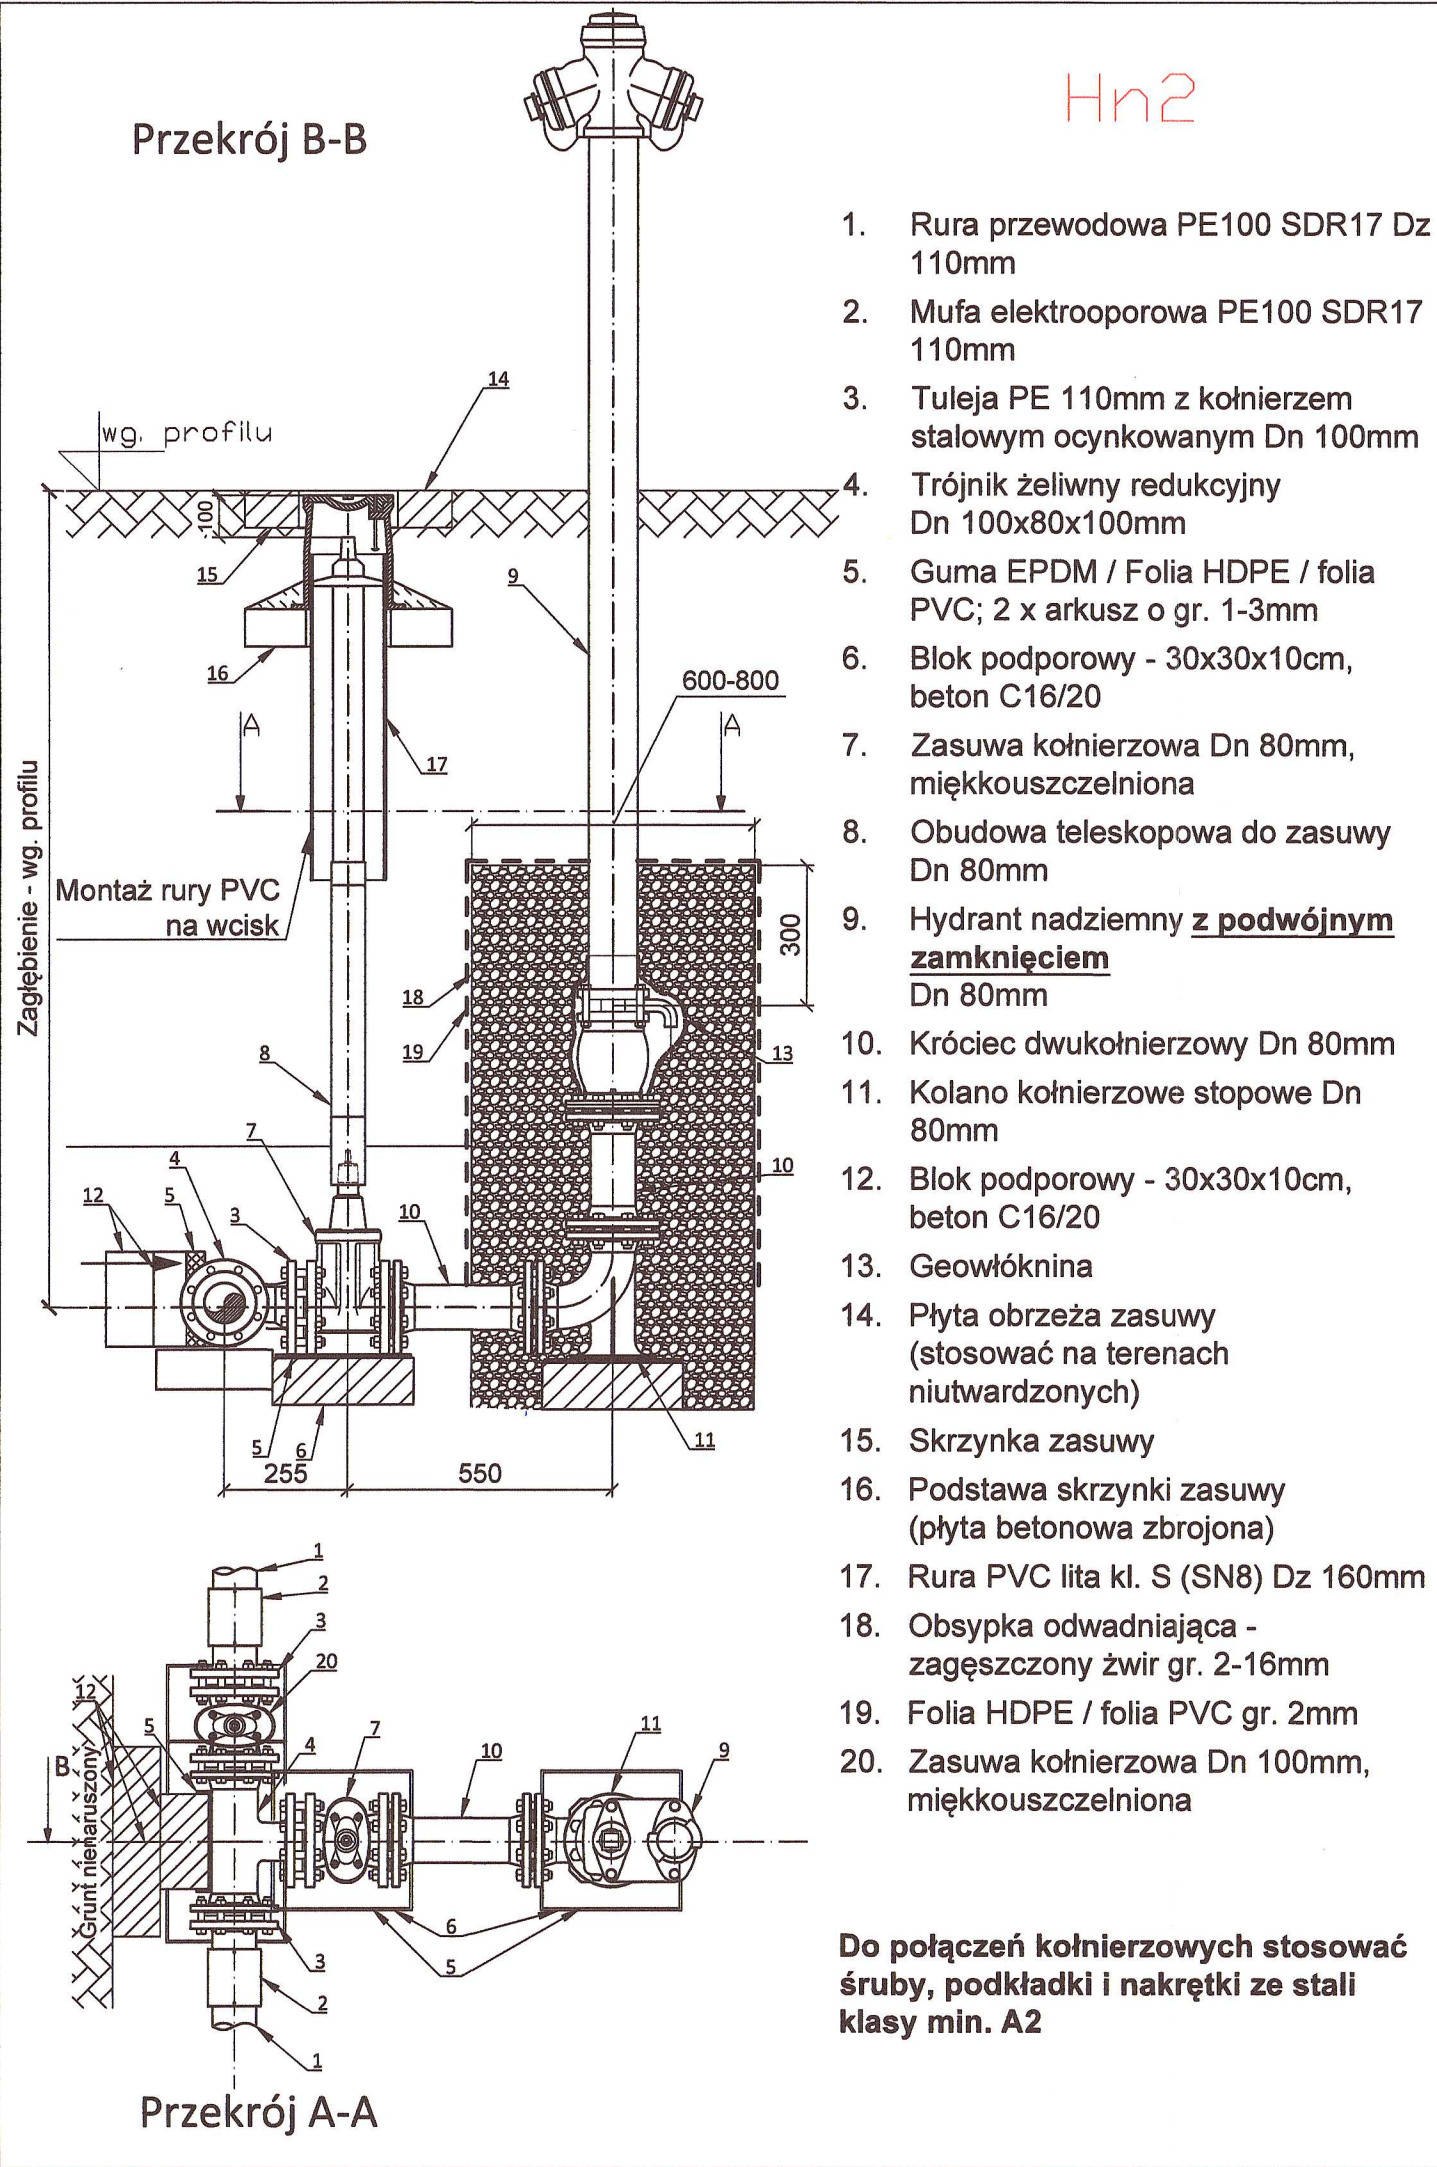 Przekrój B-B
Hn2
14
wg. profilu
100
15
9
16
600-800
A
A
17
Zagłębienie - wg. profilu
Montaż rury PVC
na wcisk
300
18
19
13
8
7
4
10
12
5
3
10
5
6
11
255
550
1
2
3
20
12
5
4
7
10
11
9
B
Grunt nienaruszony
6
5
3
2
1
Przekrój A-A
1. Rura przewodowa PE100 SDR17 Dz
110mm
2. Mufa elektrooporowa PE100 SDR17
110mm
3. Tuleja PE 110mm z kołnierzem
stalowym ocynkowanym Dn 100mm
4. Trójnik żeliwny redukcyjny
Dn 100x80x100mm
5. Guma EPDM / Folia HDPE / folia
PVC; 2 x arkusz o gr. 1-3mm
6. Blok podporowy - 30x30x10cm,
beton C16/20
7. Zasuwa kołnierzowa Dn 80mm,
miękkouszczelniona
8. Obudowa teleskopowa do zasuwy
Dn 80mm
9. Hydrant nadziemny z podwójnym
zamknięciem
Dn 80mm
10. Króciec dwukołnierzowy Dn 80mm
11. Kolano kołnierzowe stopowe Dn
80mm
12. Blok podporowy - 30x30x10cm,
beton C16/20
13. Geowłóknina
14. Płyta obrzeża zasuwy
(stosować na terenach
niutwardzonych)
15. Skrzynka zasuwy
16. Podstawa skrzynki zasuwy
(płyta betonowa zbrojona)
17. Rura PVC lita kl. S (SN8) Dz 160mm
18. Obsypka odwadniająca -
zagęszczony żwir gr. 2-16mm
19. Folia HDPE / folia PVC gr. 2mm
20. Zasuwa kołnierzowa Dn 100mm,
miękkouszczelniona
Do połączeń kołnierzowych stosować
śruby, podkładki i nakrętki ze stali
klasy min. A2